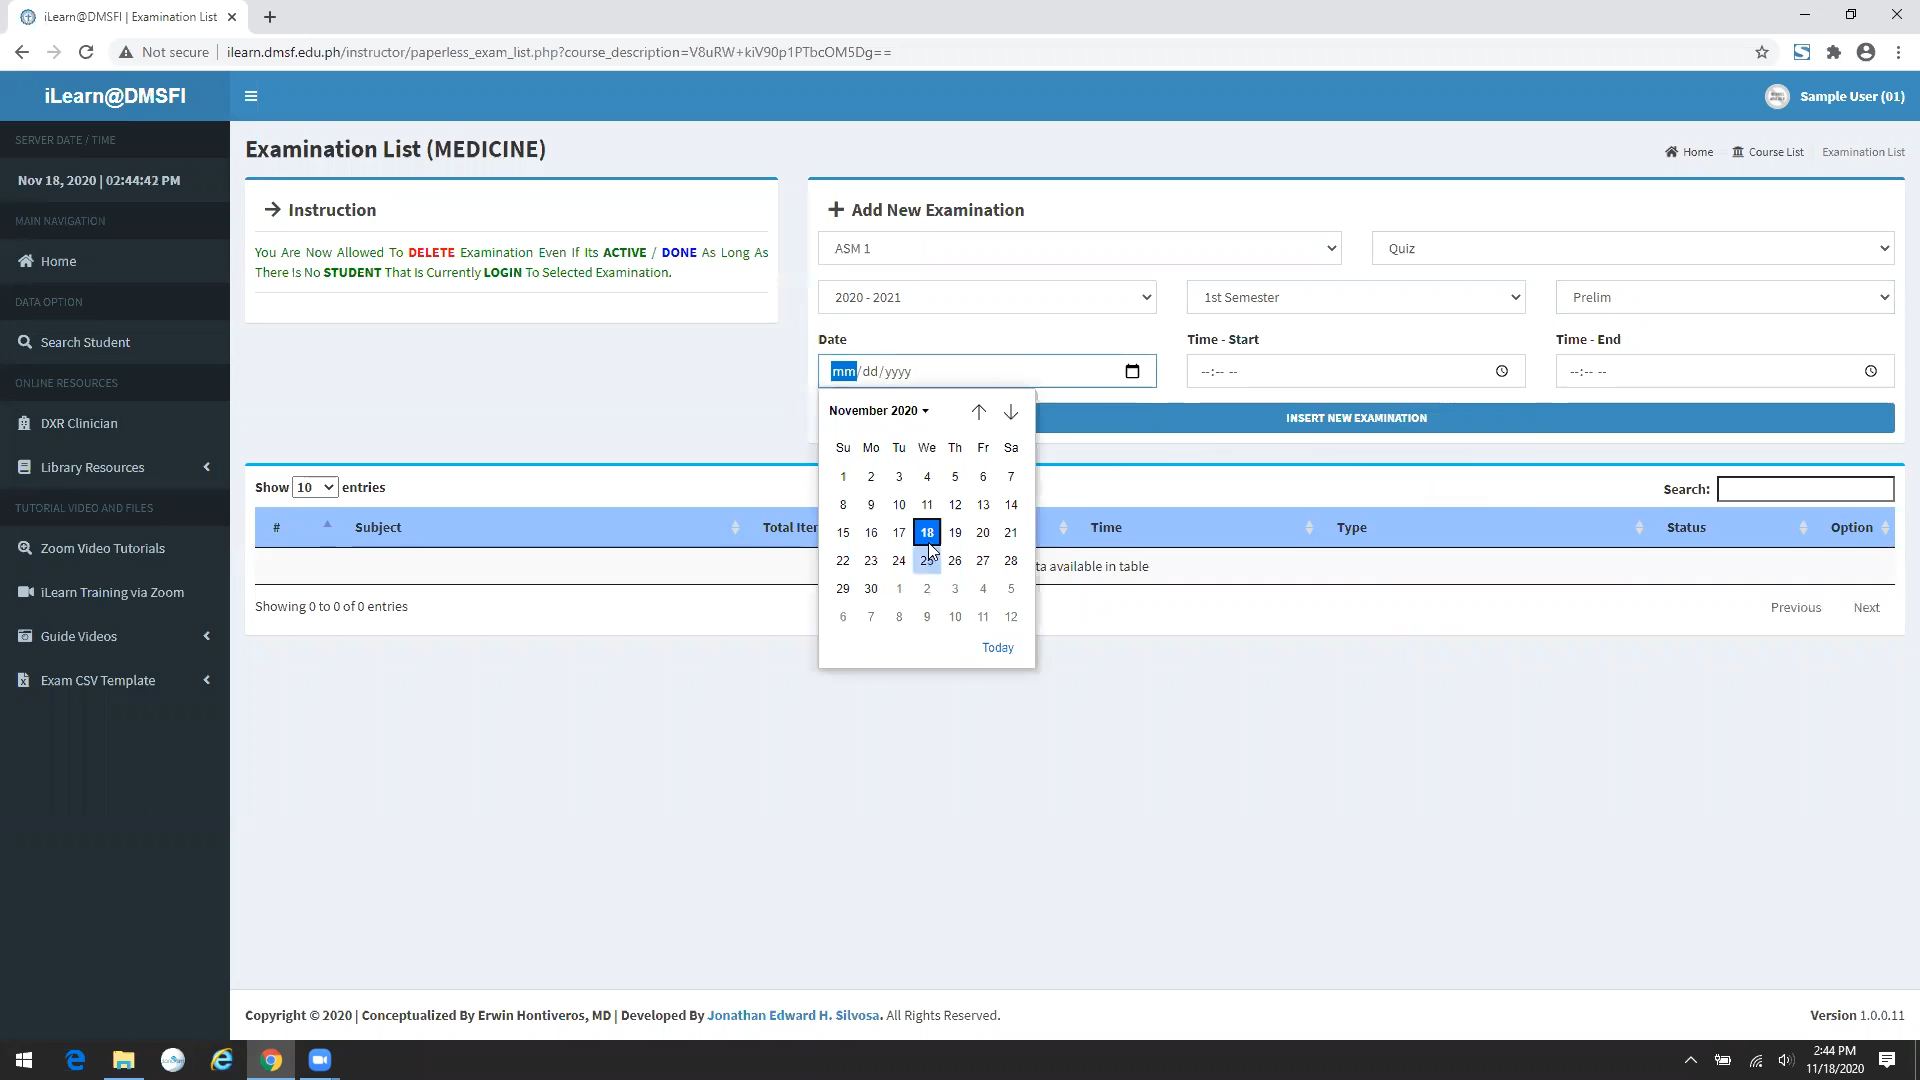 iLearn@DMSFI | Examination List
Not secure
ilearn.dmsf.edu.ph/instructor/paperless_exam_list.php?course_description=V8uRW+kiV90p1PTbcOM5Dg==
iLearn@DMSFI
Sample User (01)
SERVER DATE / TIME
Nov 18, 2020 | 02:44:42 PM
MAIN NAVIGATION
Home
DATA OPTION
Search Student
ONLINE RESOURCES
DXR Clinician
Library Resources
TUTORIAL VIDEO AND FILES
Zoom Video Tutorials
iLearn Training via Zoom
Guide Videos
Exam CSV Template
Examination List (MEDICINE)
Home
Course List
Examination List
Instruction
You Are Now Allowed To DELETE Examination Even If Its ACTIVE / DONE As Long As
There Is No STUDENT That Is Currently LOGIN To Selected Examination.
Add New Examination
ASM 1
Quiz
2020 - 2021
1st Semester
Prelim
Date
Time - Start
Time - End
mm/dd/yyyy
--:-- --
--:-- --
INSERT NEW EXAMINATION
November 2020
Su Mo Tu We Th Fr Sa
1 2 3 4 5 6 7
8 9 10 11 12 13 14
15 16 17 18 19 20 21
22 23 24 25 26 27 28
29 30 1 2 3 4 5
6 7 8 9 10 11 12
Today
Show 10 entries
Search:
# Subject Total Iter Time Type Status Option
ta available in table
Showing 0 to 0 of 0 entries
Previous Next
Copyright © 2020 | Conceptualized By Erwin Hontiveros, MD | Developed By Jonathan Edward H. Silvosa. All Rights Reserved.
Version 1.0.0.11
2:44 PM
11/18/2020